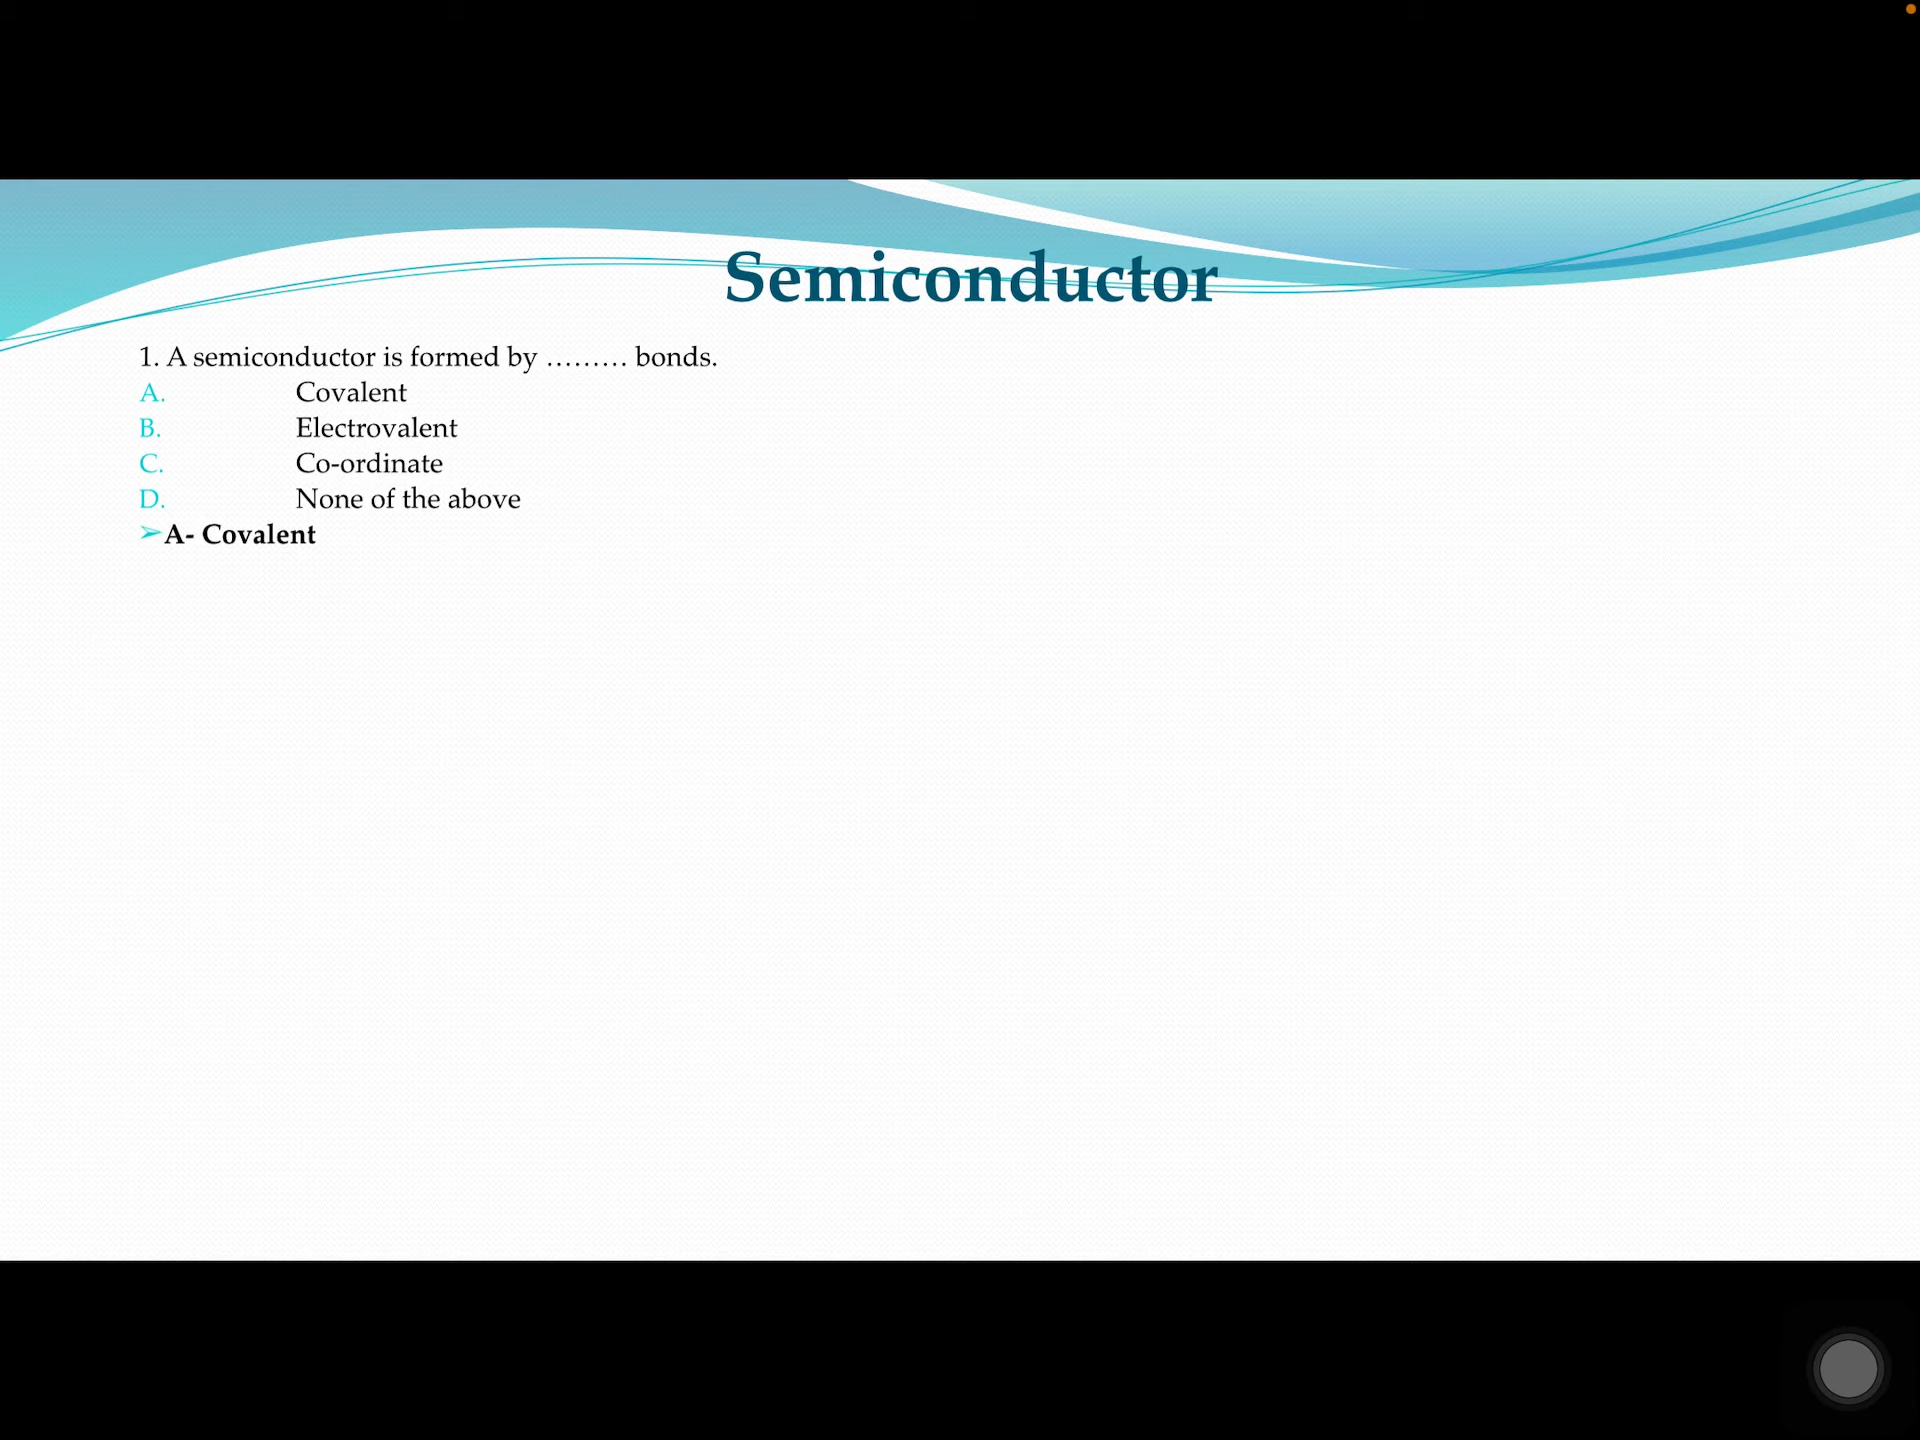 Semiconductor
1. A semiconductor is formed by ……… bonds.
A. Covalent
B. Electrovalent
C. Co-ordinate
D. None of the above
➢A- Covalent